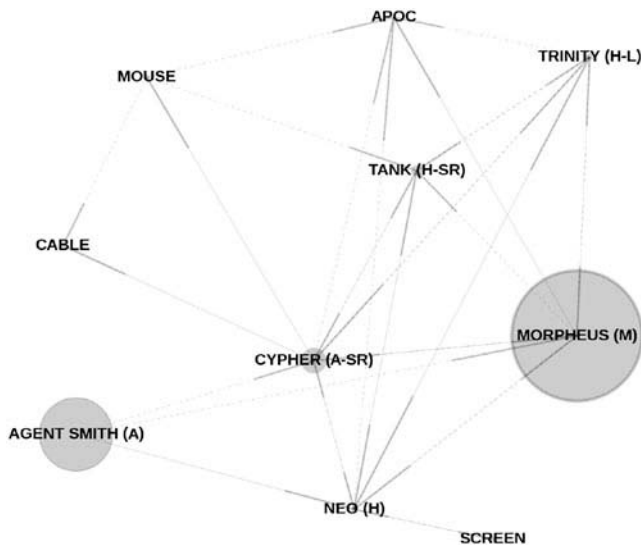 APOC
TRINITY (H-L)
MOUSE
TANK (H-SR)
CABLE
MORPHEUS (M)
CYPHER (A-SR)
AGENT SMITH (A)
NEO (H)
SCREEN